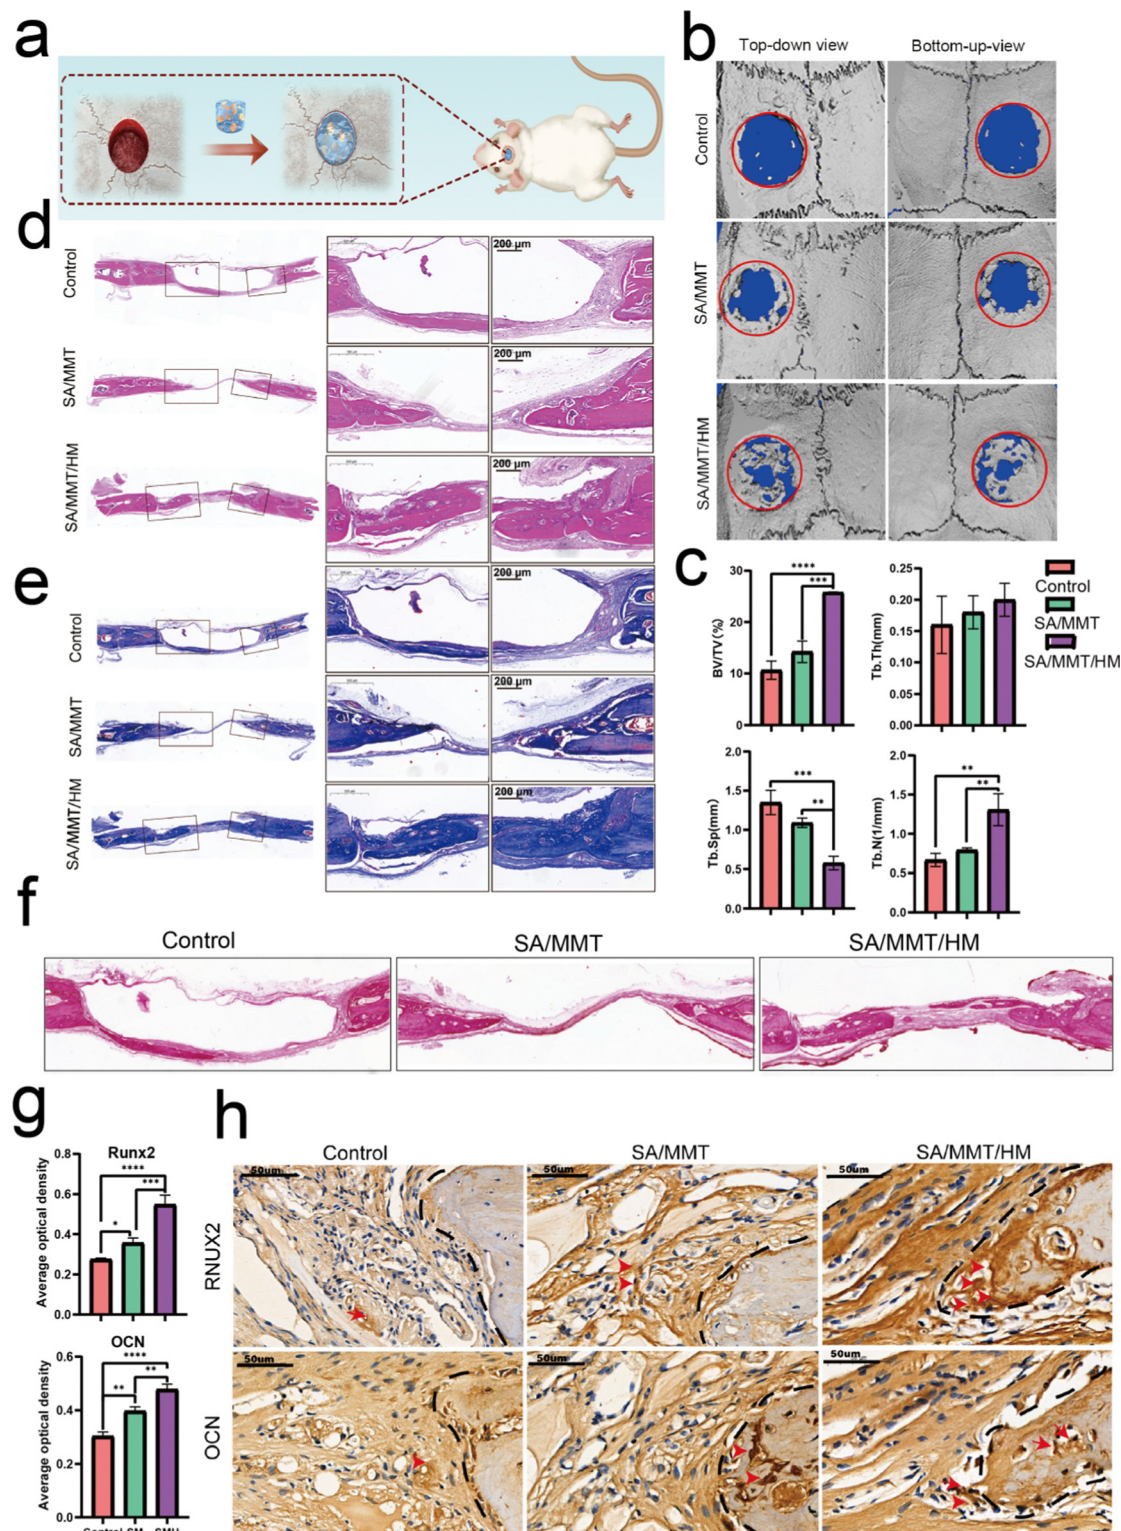 a
b
Top-down view
Bottom-up-view
Control
SA/MMT
SA/MMT/HM
d
Control
200 μm
SA/MMT
200 μm
SA/MMT/HM
200 μm
e
Control
200 μm
SA/MMT
200 μm
SA/MMT/HM
200 μm
c
30
20
10
0
BV/TV(%)
****
***
0.25
0.20
0.15
0.10
0.05
0.00
Tb.Th(mm)
Control
SA/MMT
SA/MMT/HM
2.0
1.5
1.0
0.5
0.0
Tb.Sp(mm)
***
**
2.0
1.5
1.0
0.5
0.0
Tb.N(1/mm)
**
**
f
Control
SA/MMT
SA/MMT/HM
g
Runx2
0.8
0.6
0.4
0.2
0.0
Average optical density
****
***
*
OCN
0.6
0.4
0.2
0.0
Average optical density
****
**
**
Control SM SMH
h
Control
SA/MMT
SA/MMT/HM
RNUX2
50um
50um
50um
OCN
50um
50um
50um